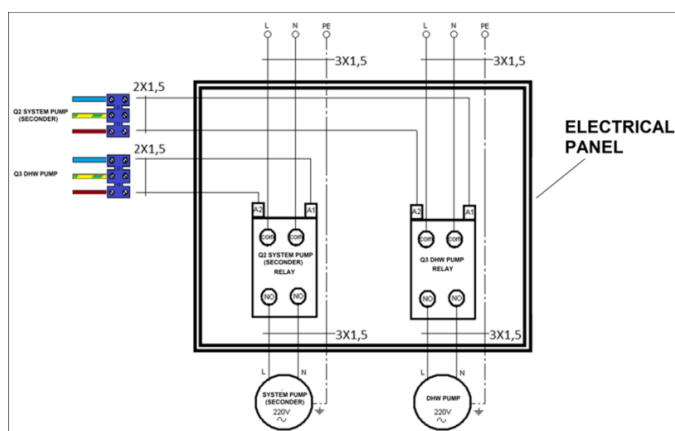 L N PE L N PE
3X1,5 3X1,5
2X1,5
Q2 SYSTEM PUMP
(SECONDER)
2X1,5
Q3 DHW PUMP
ELECTRICAL
PANEL
A2 A1 A2 A1
com com com com
Q2 SYSTEM PUMP
(SECONDER)
RELAY
Q3 DHW PUMP
RELAY
NO NO NO NO
3X1,5 3X1,5
L N L N
SYSTEM PUMP
(SECONDER)
220V
DHW PUMP
220V